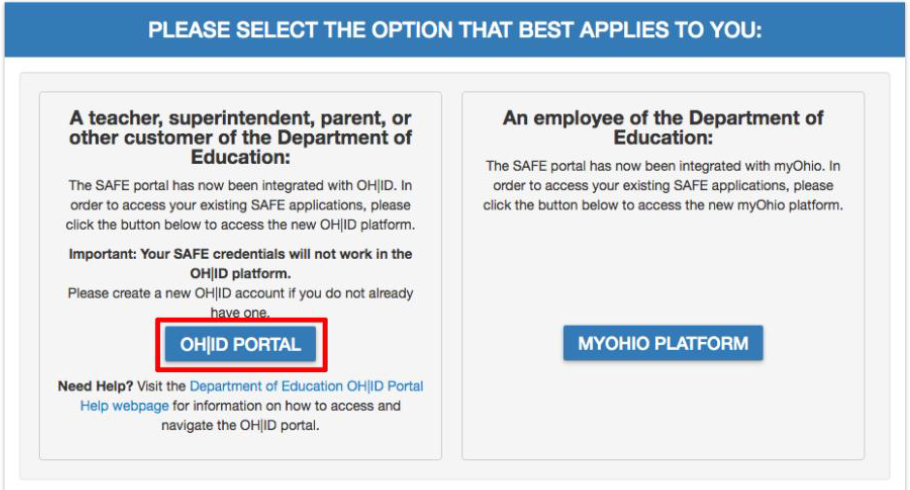 PLEASE SELECT THE OPTION THAT BEST APPLIES TO YOU:
A teacher, superintendent, parent, or
other customer of the Department of
Education:
The SAFE portal has now been integrated with OH|ID. In
order to access your existing SAFE applications, please
click the button below to access the new OH|ID platform.
Important: Your SAFE credentials will not work in the
OH|ID platform.
Please create a new OH|ID account if you do not already
have one.
OH|ID PORTAL
Need Help? Visit the Department of Education OH|ID Portal
Help webpage for information on how to access and
navigate the OH|ID portal.
An employee of the Department of
Education:
The SAFE portal has now been integrated with myOhio. In
order to access your existing SAFE applications, please
click the button below to access the new myOhio platform.
MYOHIO PLATFORM